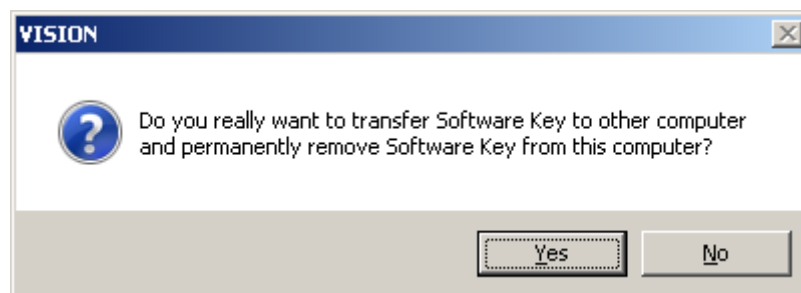 VISION
Do you really want to transfer Software Key to other computer
and permanently remove Software Key from this computer?
Yes
No